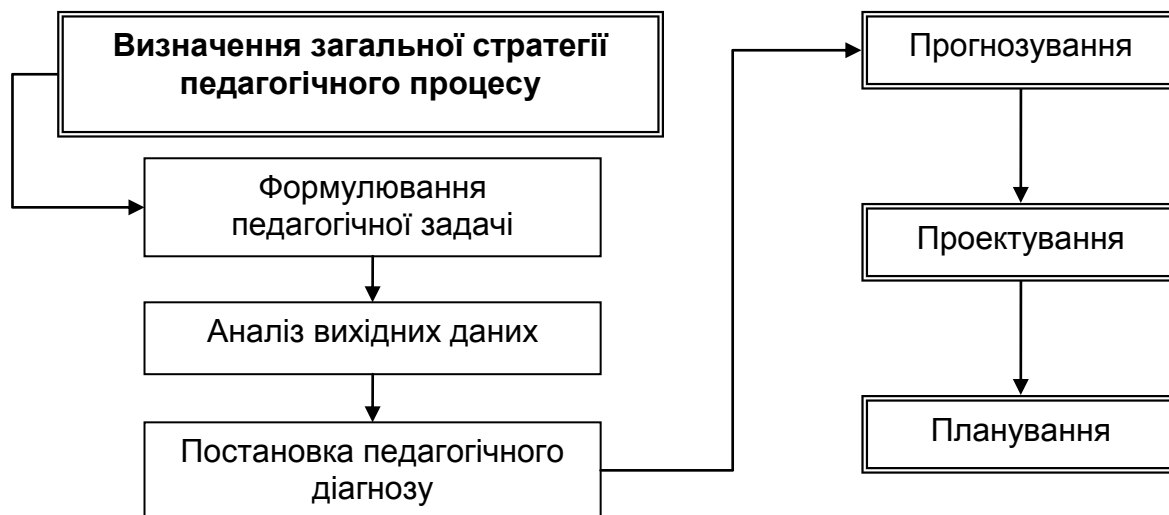 Визначення загальної стратегії
педагогічного процесу
Формулювання
педагогічної задачі
Аналіз вихідних даних
Постановка педагогічного
діагнозу
Прогнозування
Проектування
Планування